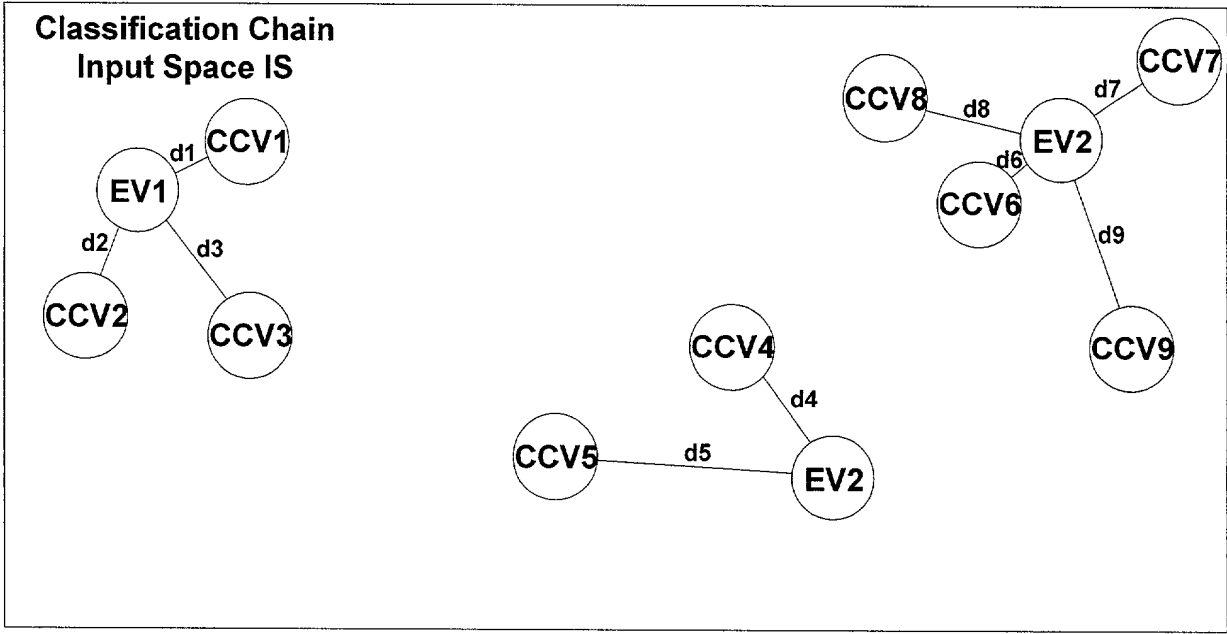 Classification Chain
Input Space IS
CCV1
d1
EV1
d2
d3
CCV2
CCV3
CCV7
CCV8
d7
d8
EV2
d6
CCV6
d9
CCV9
CCV4
d4
CCV5
d5
EV2